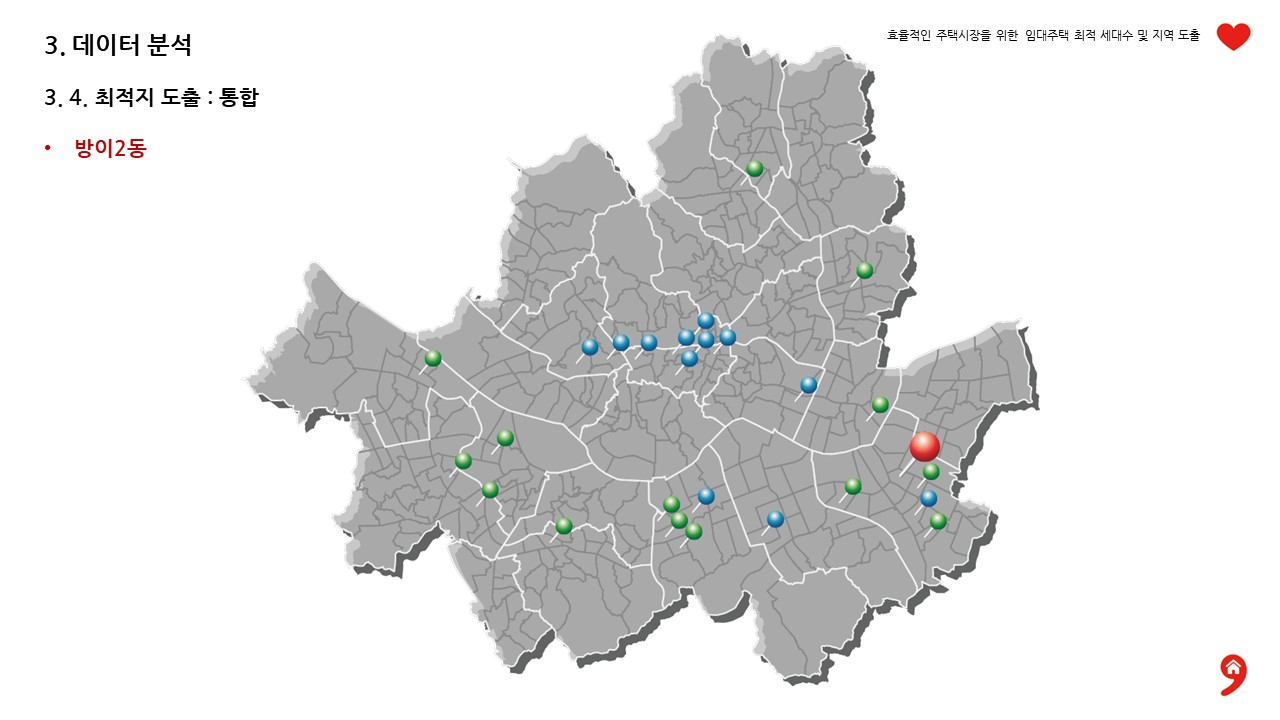 3. 데이터 분석
효율적인 주택시장을 위한 임대주택 최적 세대수 및 지역 도출
3. 4. 최적지 도출 : 통합
• 방이2동